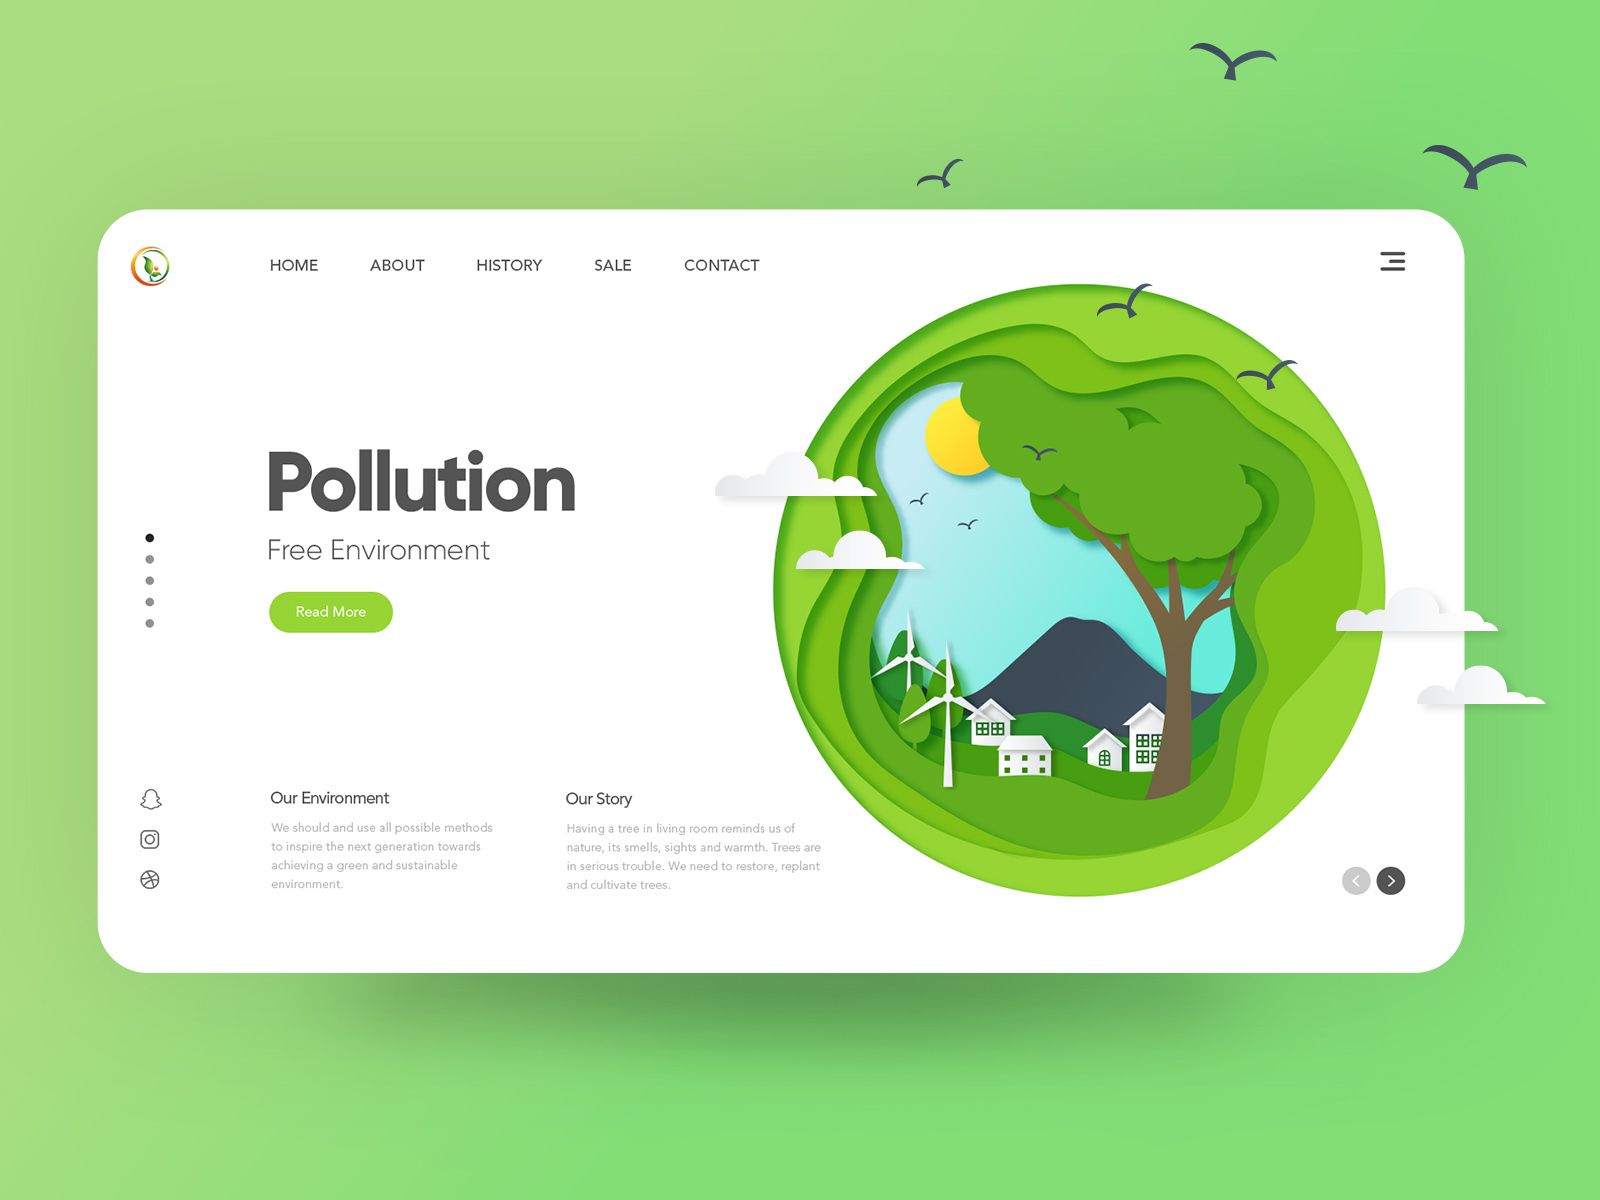 HOME ABOUT HISTORY SALE CONTACT
Pollution
Free Environment
Read More
Our Environment
We should and use all possible methods
to inspire the next generation towards
achieving a green and sustainable
environment.
Our Story
Having a tree in living room reminds us of
nature, its smells, sights and warmth. Trees are
in serious trouble. We need to restore, replant
and cultivate trees.